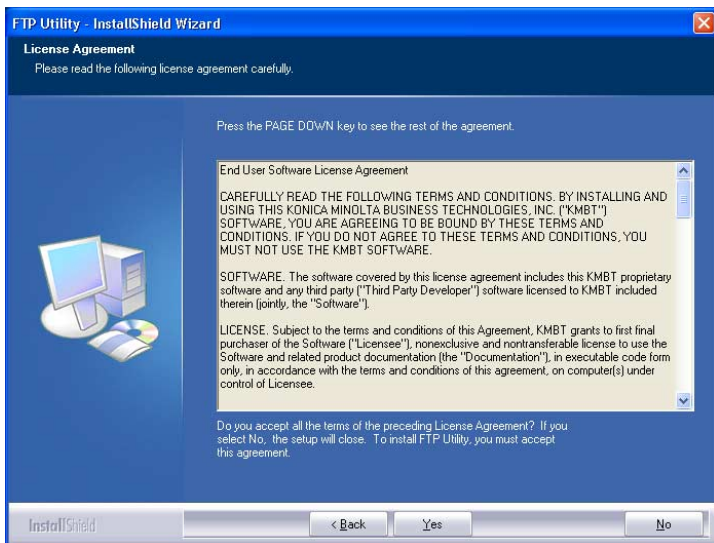 FTP Utility - InstallShield Wizard
License Agreement
Please read the following license agreement carefully.
Press the PAGE DOWN key to see the rest of the agreement.
End User Software License Agreement
CAREFULLY READ THE FOLLOWING TERMS AND CONDITIONS. BY INSTALLING AND
USING THIS KONICA MINOLTA BUSINESS TECHNOLOGIES, INC. ("KMBT")
SOFTWARE, YOU ARE AGREEING TO BE BOUND BY THESE TERMS AND
CONDITIONS. IF YOU DO NOT AGREE TO THESE TERMS AND CONDITIONS, YOU
MUST NOT USE THE KMBT SOFTWARE.
SOFTWARE. The software covered by this license agreement includes this KMBT proprietary
software and any third party ("Third Party Developer") software licensed to KMBT included
therein (jointly, the "Software").
LICENSE. Subject to the terms and conditions of this Agreement, KMBT grants to first final
purchaser of the Software ("Licensee"), nonexclusive and nontransferable license to use the
Software and related product documentation (the "Documentation"), in executable code form
only, in accordance with the terms and conditions of this agreement, on computer(s) under
control of Licensee.
Do you accept all the terms of the preceding License Agreement? If you
select No, the setup will close. To install FTP Utility, you must accept
this agreement.
InstallShield
< Back
Yes
No